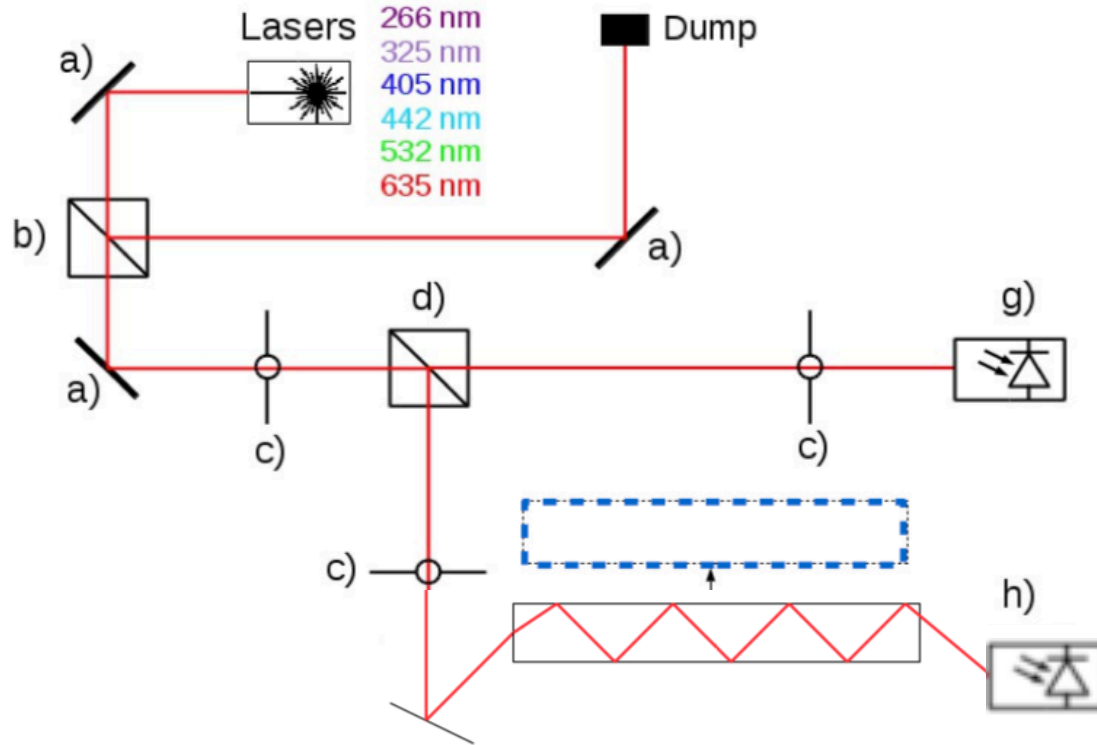 Lasers
266 nm
325 nm
405 nm
442 nm
532 nm
635 nm
Dump
a)
b)
a)
d)
g)
a)
c)
c)
c)
h)